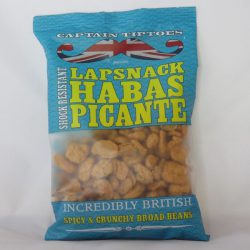 CAPTAIN TIPTOES
LAPSNACK
HABAS
PICANTE
SHOCK RESISTANT
INCREDIBLY BRITISH
SPICY & CRUNCHY BROAD BEANS